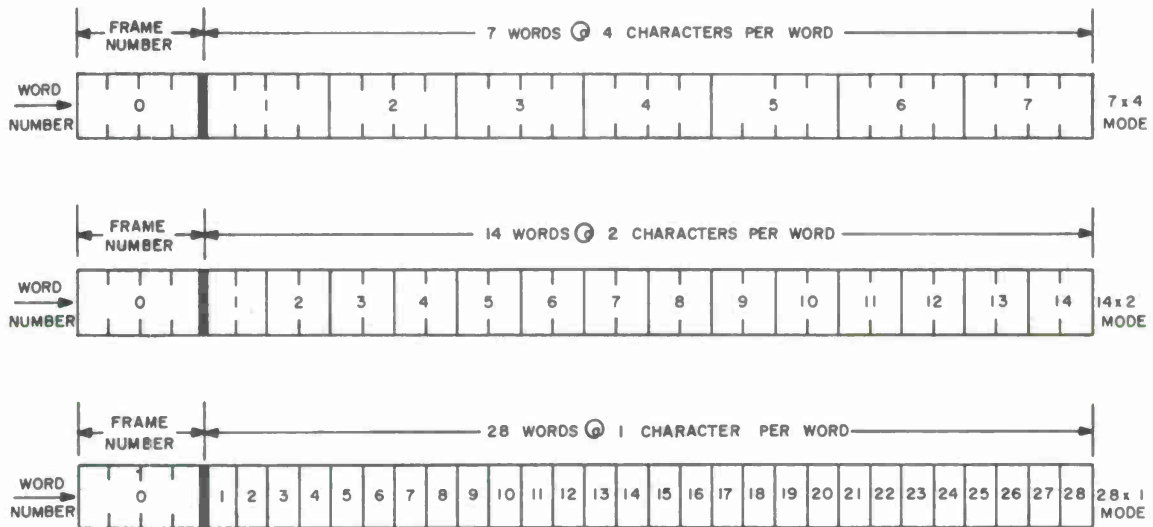 FRAME NUMBER
7 WORDS @ 4 CHARACTERS PER WORD
WORD NUMBER
0 1 2 3 4 5 6 7
7 x 4 MODE
FRAME NUMBER
14 WORDS @ 2 CHARACTERS PER WORD
WORD NUMBER
0 1 2 3 4 5 6 7 8 9 10 11 12 13 14
14 x 2 MODE
FRAME NUMBER
28 WORDS @ 1 CHARACTER PER WORD
WORD NUMBER
0 1 2 3 4 5 6 7 8 9 10 11 12 13 14 15 16 17 18 19 20 21 22 23 24 25 26 27 28
28 x 1 MODE